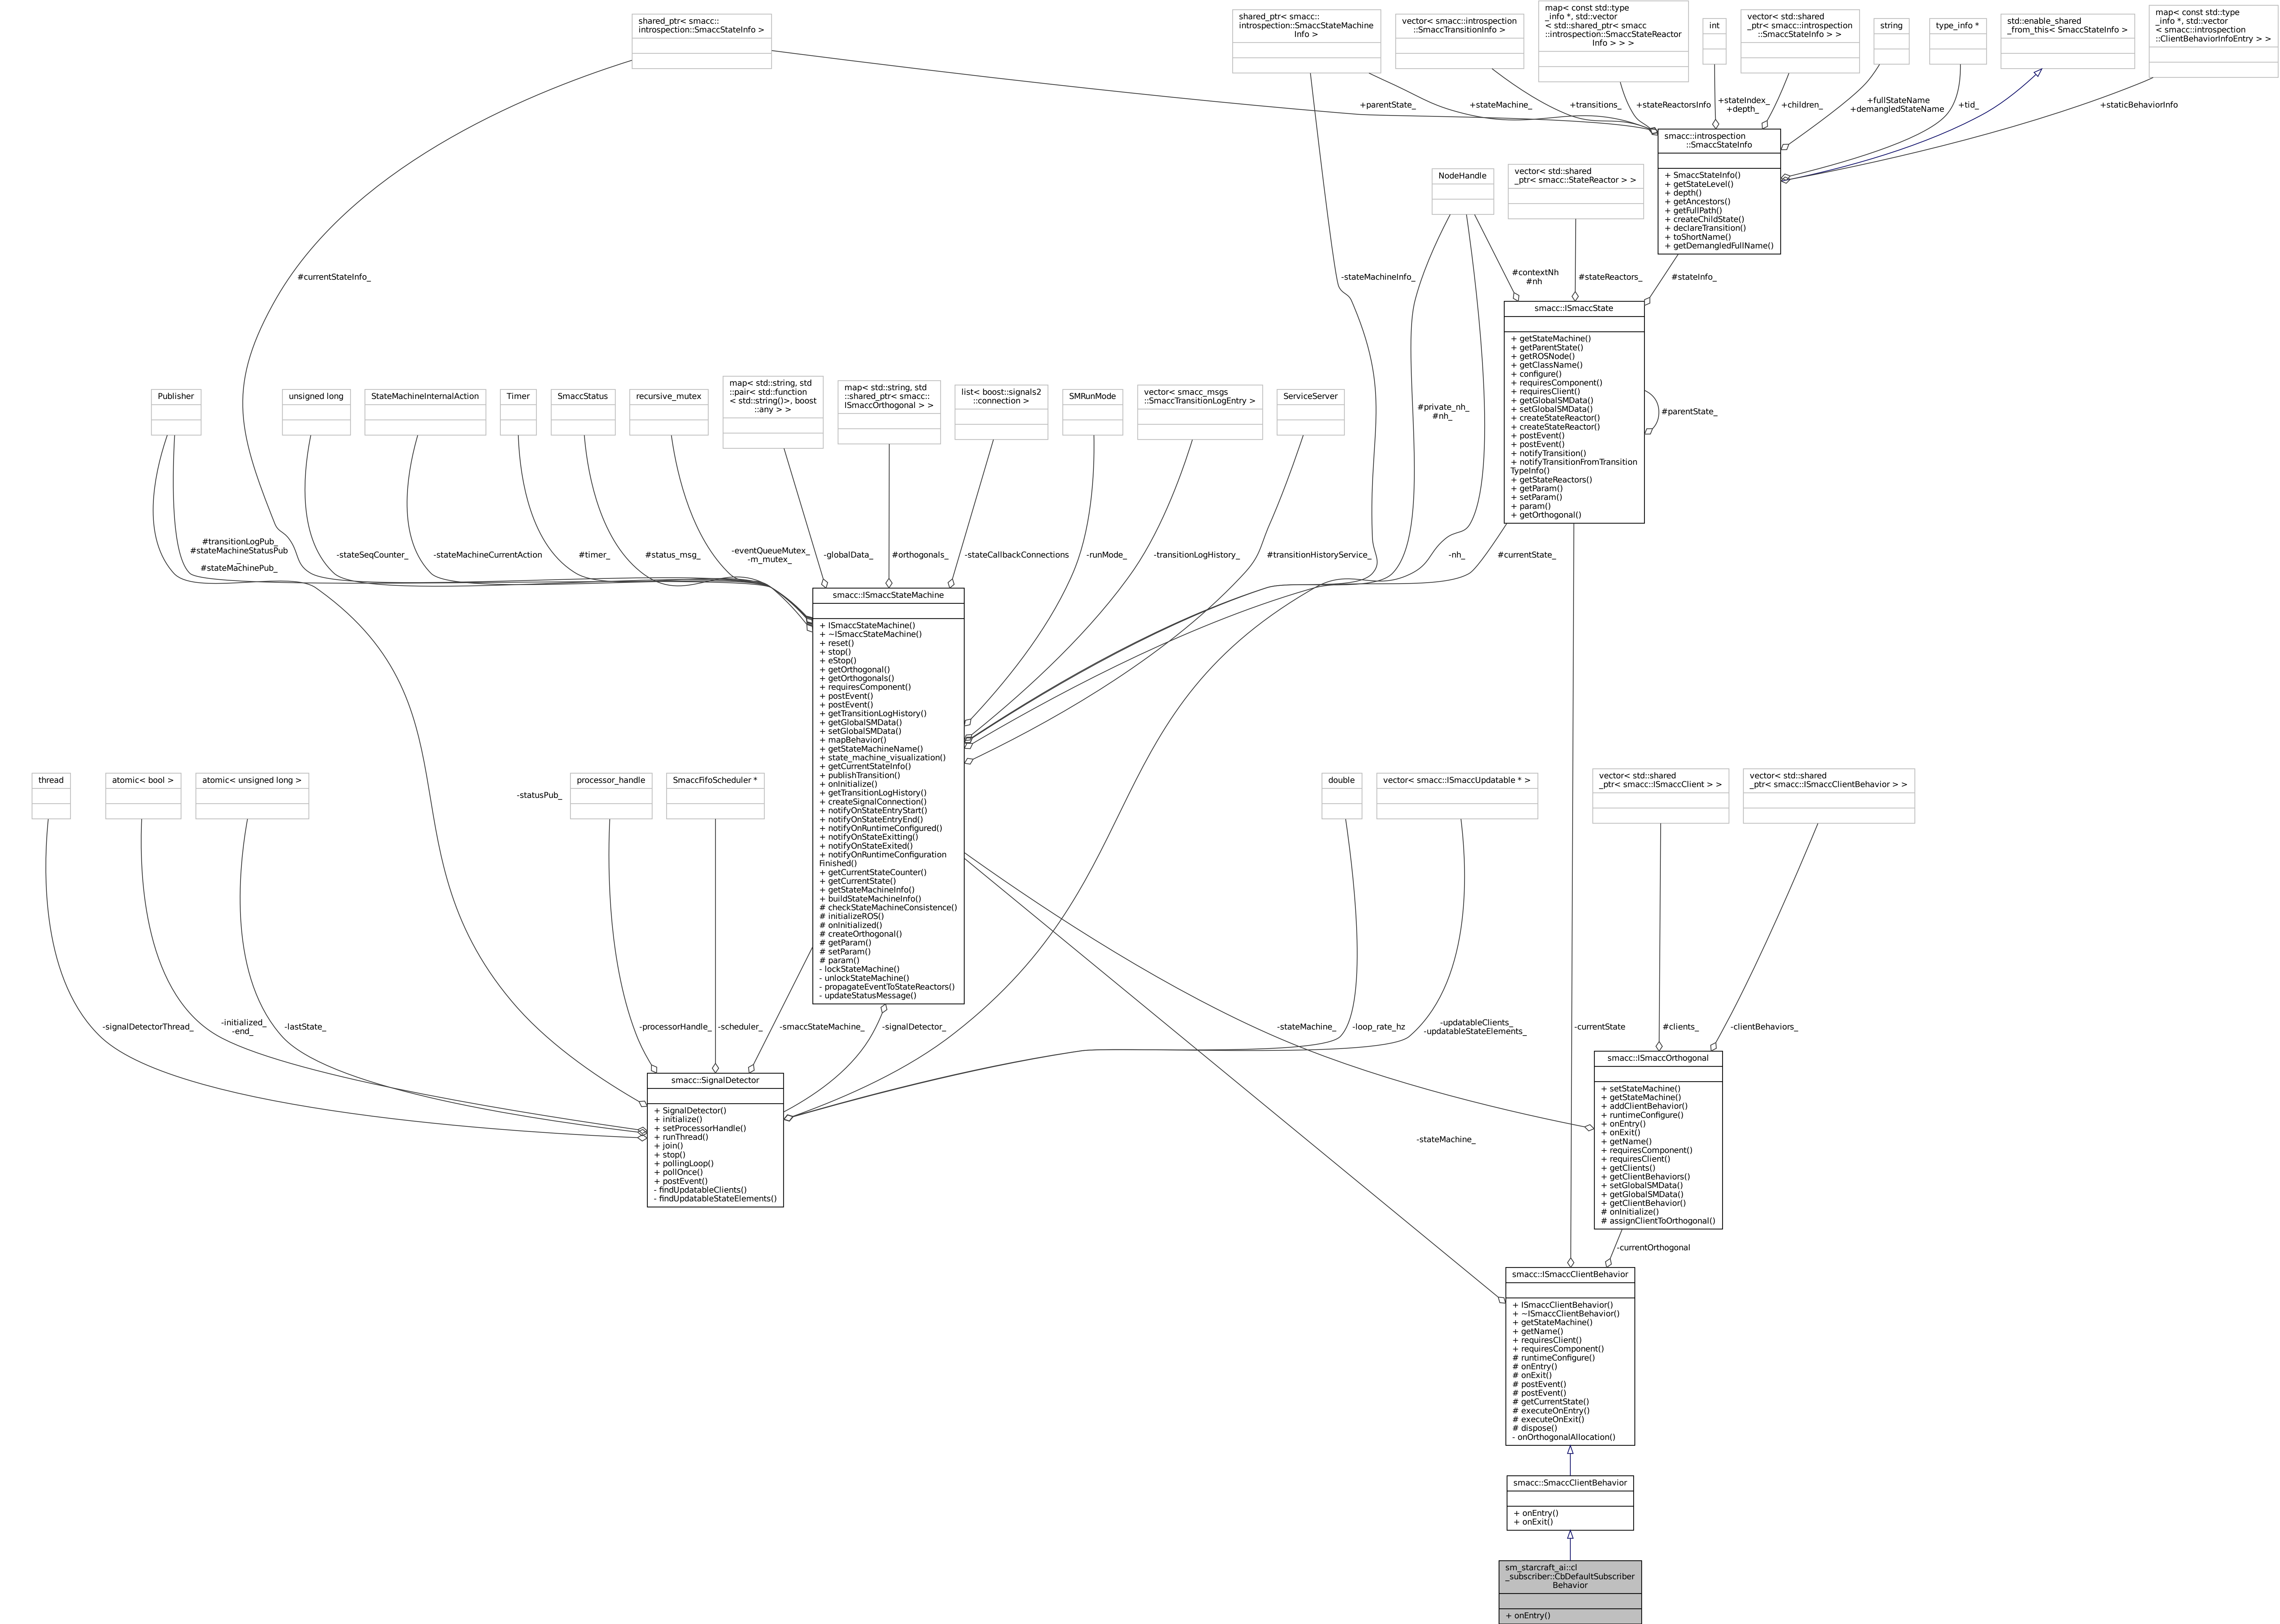 shared_ptr< smacc::
introspection::SmaccStateInfo >
shared_ptr< smacc::
introspection::SmaccStateMachine
Info >
vector< smacc::introspection
::SmaccTransitionInfo >
map< const std::type
_info *, std::vector
< std::shared_ptr< smacc
::introspection::SmaccStateReactor
Info > > >
int
vector< std::shared
_ptr< smacc::introspection
::SmaccStateInfo > >
string
type_info *
std::enable_shared
_from_this< SmaccStateInfo >
map< const std::type
_info *, std::vector
< smacc::introspection
::ClientBehaviorInfoEntry > >
+parentState_
+stateMachine_
+transitions_
+stateReactorsInfo
+stateIndex_
+depth_
+children_
+fullStateName
+demangledStateName
+tid_
+staticBehaviorInfo
smacc::introspection
::SmaccStateInfo
+ SmaccStateInfo()
+ getStateLevel()
+ depth()
+ getAncestors()
+ getFullPath()
+ createChildState()
+ declareTransition()
+ toShortName()
+ getDemangledFullName()
NodeHandle
vector< std::shared
_ptr< smacc::StateReactor > >
#currentStateInfo_
-stateMachineInfo_
#contextNh
#nh
#stateReactors_
#stateInfo_
smacc::ISmaccState
+ getStateMachine()
+ getParentState()
+ getROSNode()
+ getClassName()
+ configure()
+ requiresComponent()
+ requiresClient()
+ getGlobalSMData()
+ setGlobalSMData()
+ createStateReactor()
+ createStateReactor()
+ postEvent()
+ postEvent()
+ notifyTransition()
+ notifyTransitionFromTransition
TypeInfo()
+ getStateReactors()
+ getParam()
+ setParam()
+ param()
+ getOrthogonal()
#parentState_
Publisher
unsigned long
StateMachineInternalAction
Timer
SmaccStatus
recursive_mutex
map< std::string, std
::pair< std::function
< std::string()>, boost
::any > >
map< std::string, std
::shared_ptr< smacc::
ISmaccOrthogonal > >
list< boost::signals2
::connection >
SMRunMode
vector< smacc_msgs
::SmaccTransitionLogEntry >
ServiceServer
#private_nh_
#nh_
#transitionLogPub_
#stateMachineStatusPub
_
#stateMachinePub_
-stateSeqCounter_
-stateMachineCurrentAction
#timer_
#status_msg_
-eventQueueMutex_
-m_mutex_
-globalData_
#orthogonals_
-stateCallbackConnections
-runMode_
-transitionLogHistory_
#transitionHistoryService_
-nh_
#currentState_
smacc::ISmaccStateMachine
+ ISmaccStateMachine()
+ ~ISmaccStateMachine()
+ reset()
+ stop()
+ eStop()
+ getOrthogonal()
+ getOrthogonals()
+ requiresComponent()
+ postEvent()
+ postEvent()
+ getTransitionLogHistory()
+ getGlobalSMData()
+ setGlobalSMData()
+ mapBehavior()
+ getStateMachineName()
+ state_machine_visualization()
+ getCurrentStateInfo()
+ publishTransition()
+ onInitialize()
+ getTransitionLogHistory()
+ createSignalConnection()
+ notifyOnStateEntryStart()
+ notifyOnStateEntryEnd()
+ notifyOnRuntimeConfigured()
+ notifyOnStateExitting()
+ notifyOnStateExited()
+ notifyOnRuntimeConfiguration
Finished()
+ getCurrentStateCounter()
+ getCurrentState()
+ getStateMachineInfo()
+ buildStateMachineInfo()
# checkStateMachineConsistence()
# initializeROS()
# onInitialized()
# createOrthogonal()
# getParam()
# setParam()
# param()
- lockStateMachine()
- unlockStateMachine()
- propagateEventToStateReactors()
- updateStatusMessage()
thread
atomic< bool >
atomic< unsigned long >
-statusPub_
processor_handle
SmaccFifoScheduler *
double
vector< smacc::ISmaccUpdatable * >
vector< std::shared
_ptr< smacc::ISmaccClient > >
vector< std::shared
_ptr< smacc::ISmaccClientBehavior > >
-signalDetectorThread_
-initialized_
-end_
-lastState_
-processorHandle_
-scheduler_
-smaccStateMachine_
-signalDetector_
-stateMachine_
-loop_rate_hz
-updatableClients_
-updatableStateElements_
-currentState
#clients_
-clientBehaviors_
smacc::SignalDetector
+ SignalDetector()
+ initialize()
+ setProcessorHandle()
+ runThread()
+ join()
+ stop()
+ pollingLoop()
+ pollOnce()
+ postEvent()
- findUpdatableClients()
- findUpdatableStateElements()
smacc::ISmaccOrthogonal
+ setStateMachine()
+ getStateMachine()
+ addClientBehavior()
+ runtimeConfigure()
+ onEntry()
+ onExit()
+ getName()
+ requiresComponent()
+ requiresClient()
+ getClients()
+ getClientBehaviors()
+ setGlobalSMData()
+ getGlobalSMData()
+ getClientBehavior()
# onInitialize()
# assignClientToOrthogonal()
-stateMachine_
-currentOrthogonal
smacc::ISmaccClientBehavior
+ ISmaccClientBehavior()
+ ~ISmaccClientBehavior()
+ getStateMachine()
+ getName()
+ requiresClient()
+ requiresComponent()
# runtimeConfigure()
# onEntry()
# onExit()
# postEvent()
# postEvent()
# getCurrentState()
# executeOnEntry()
# executeOnExit()
# dispose()
- onOrthogonalAllocation()
smacc::SmaccClientBehavior
+ onEntry()
+ onExit()
sm_starcraft_ai::cl
_subscriber::CbDefaultSubscriber
Behavior
+ onEntry()